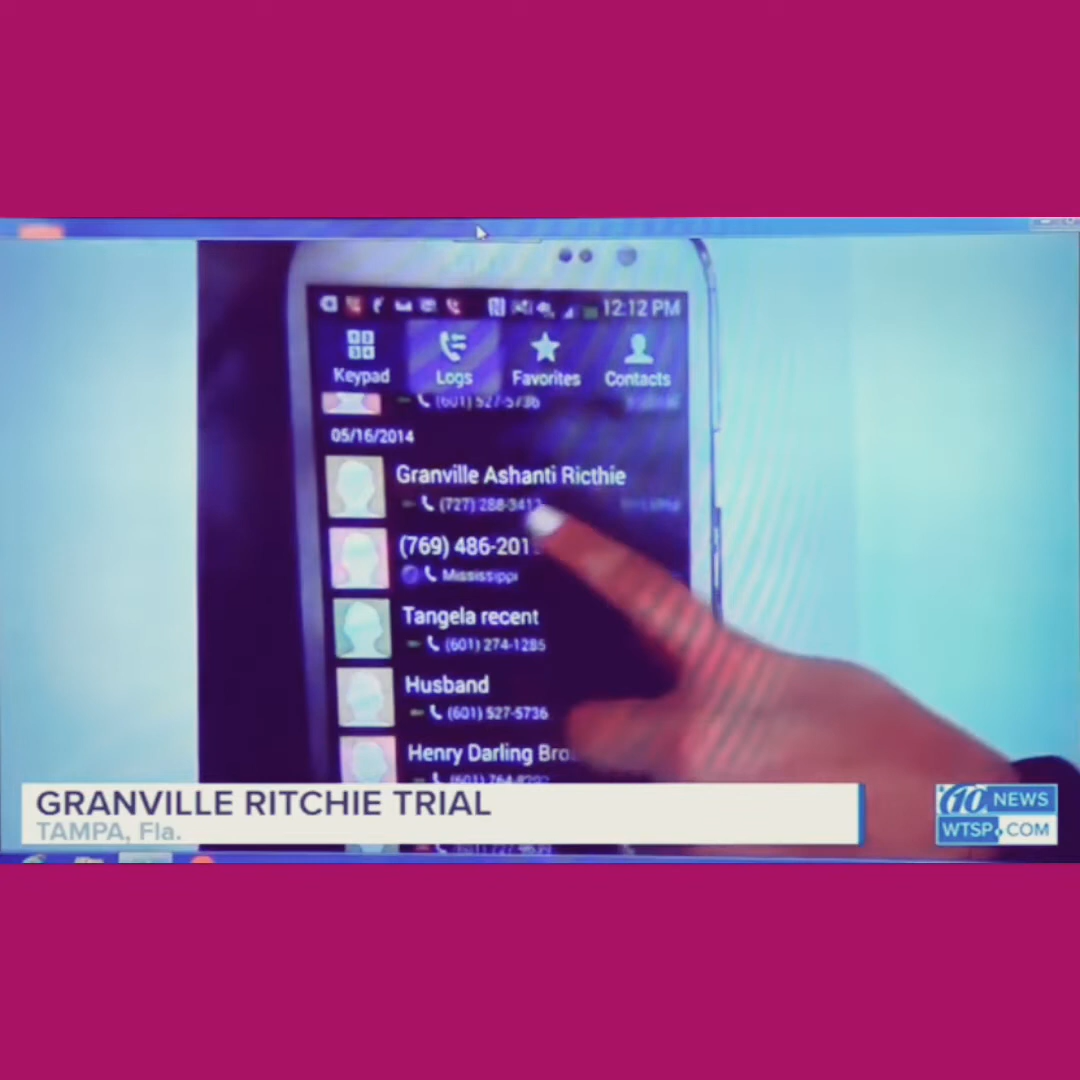 12:12 PM
Keypad Logs Favorites Contacts
(601) 527-5736
05/16/2014
Granville Ashanti Ricthie
(727) 288-341
(769) 486-201
Mississippi
Tangela recent
(601) 274-1285
Husband
(601) 527-5736
Henry Darling Bro
(601) 764-
GRANVILLE RITCHIE TRIAL
TAMPA, Fla.
10 NEWS
WTSP.COM